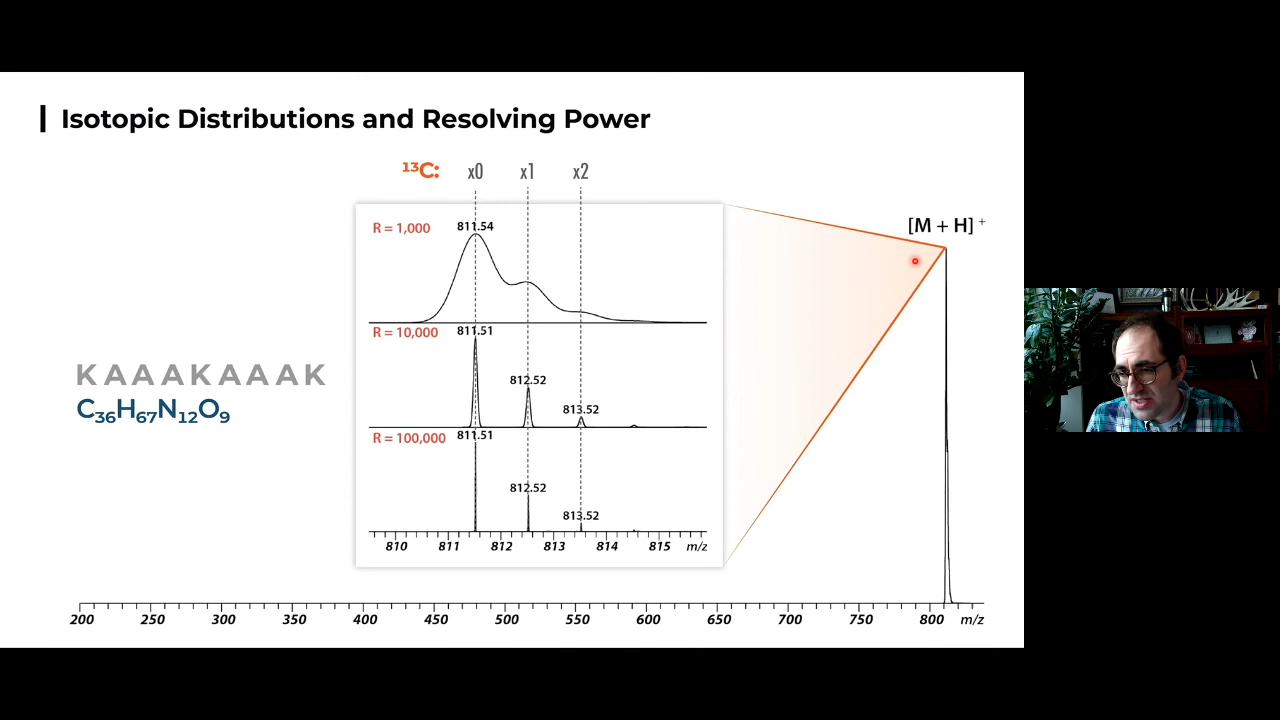 Isotopic Distributions and Resolving Power
¹³C: x0 x1 x2
[M + H]⁺
R = 1,000 811.54
R = 10,000 811.51
812.52
813.52
KAAAKAAAK
C₃₆H₆₇N₁₂O₉
R = 100,000 811.51
812.52
813.52
810 811 812 813 814 815 m/z
200 250 300 350 400 450 500 550 600 650 700 750 800 m/z